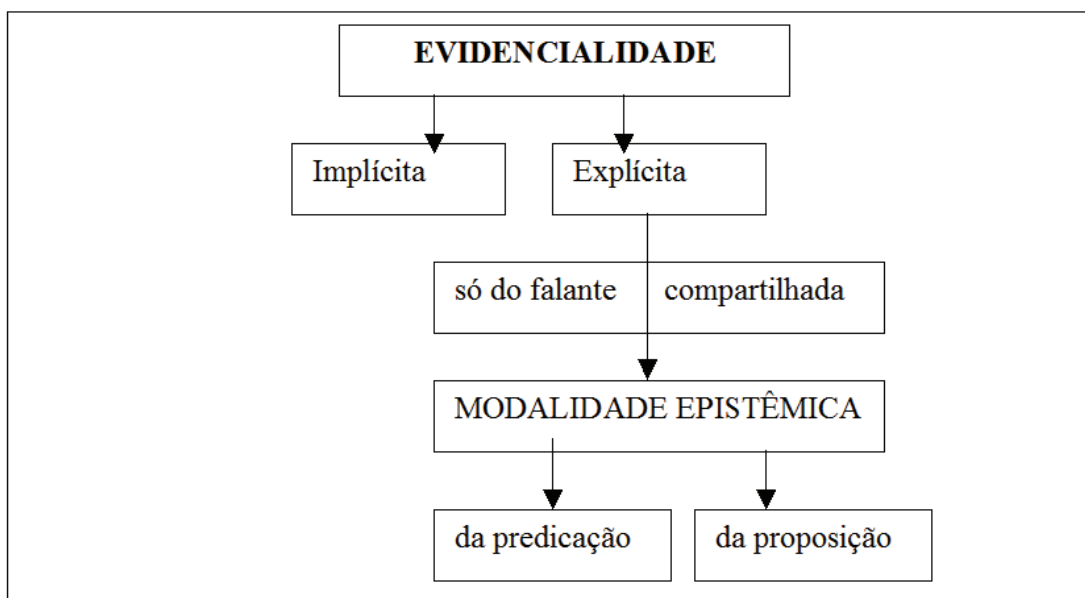 EVIDENCIALIDADE
Implícita Explícita
só do falante compartilhada
MODALIDADE EPISTÊMICA
da predicação da proposição